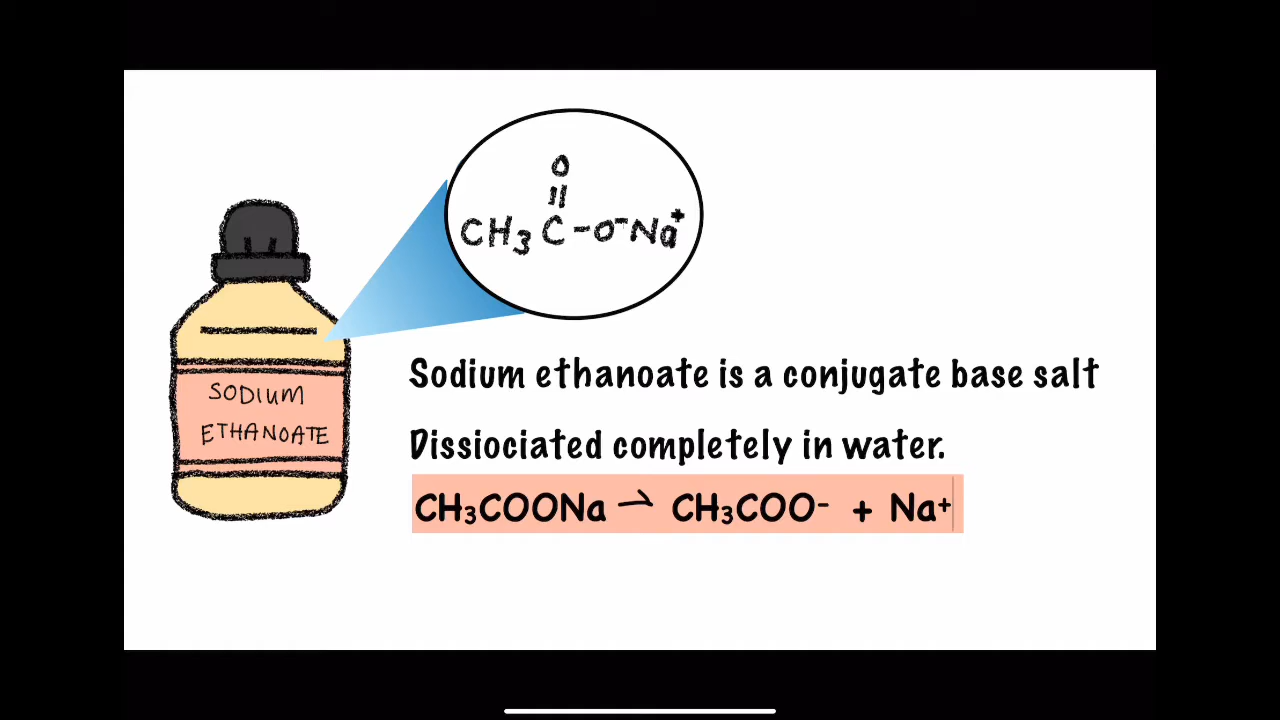 O
||
CH₃ C - O⁻Na⁺
SODIUM
ETHANOATE
Sodium ethanoate is a conjugate base salt
Dissiociated completely in water.
CH₃COONa ⇀ CH₃COO⁻ + Na⁺